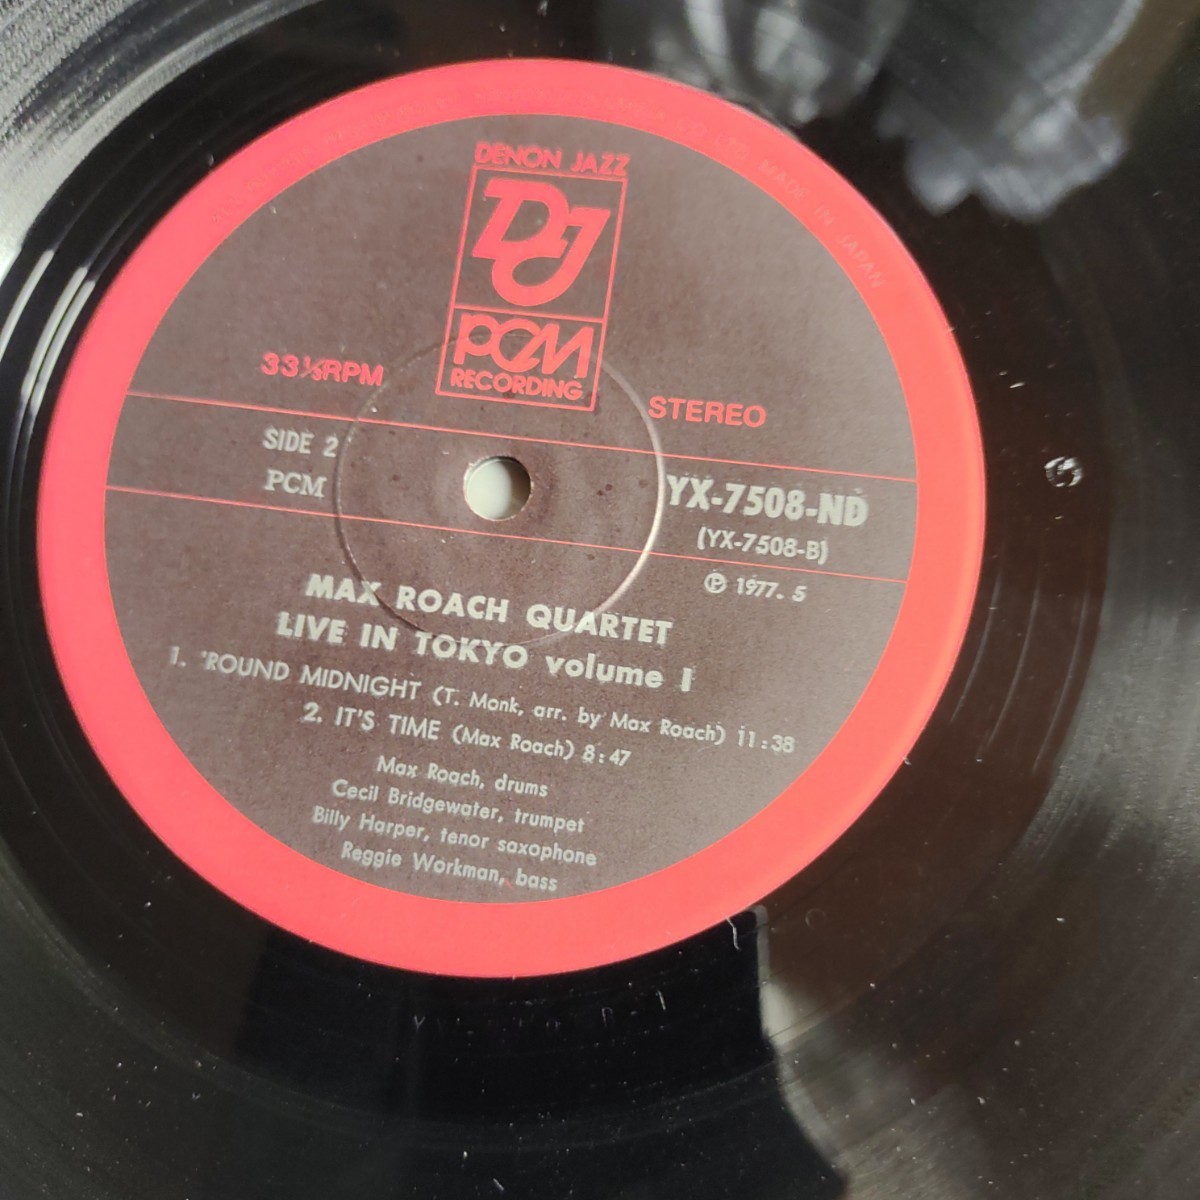 DENON JAZZ
DJ
PCM
RECORDING
33⅓RPM
STEREO
SIDE 2
PCM
YX-7508-ND
(YX-7508-B)
Ⓟ 1977. 5
MAX ROACH QUARTET
LIVE IN TOKYO volume I
1. 'ROUND MIDNIGHT (T. Monk, arr. by Max Roach) 11:38
2. IT'S TIME (Max Roach) 8:47
Max Roach, drums
Cecil Bridgewater, trumpet
Billy Harper, tenor saxophone
Reggie Workman, bass
CO. LTD. MADE IN JAPAN